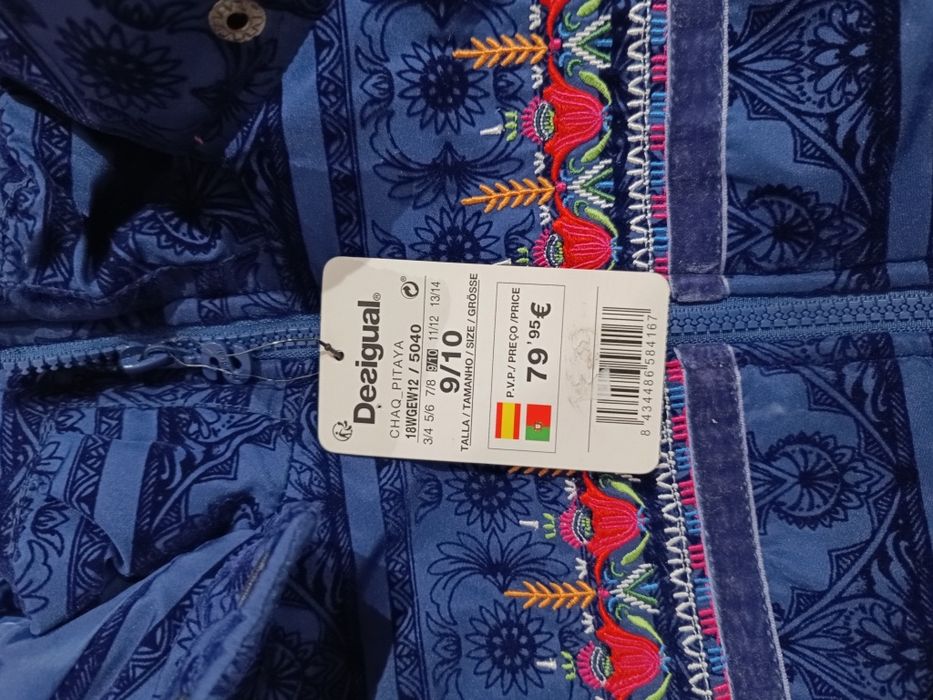 Desigual®
CHAQ_PITAYA
18WGEW12 / 5040
3/4 5/6 7/8 9/10 11/12 13/14
9/10
TALLA / TAMANHO / SIZE / GRÖSSE
P.V.P./ PREÇO /PRICE
79'95€
8 434486 584167